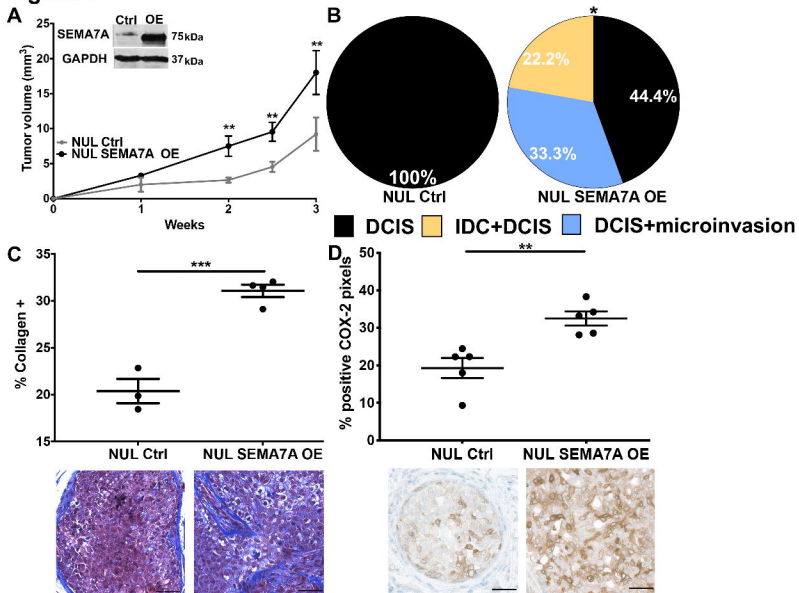 A
Ctrl OE
SEMA7A 75kDa
GAPDH 37kDa
Tumor volume (mm3)
25
20
15
10
5
0
**
**
**
NUL Ctrl
NUL SEMA7A OE
0 1 2 3
Weeks
B
*
100%
NUL Ctrl
22.2%
44.4%
33.3%
NUL SEMA7A OE
DCIS IDC+DCIS DCIS+microinvasion
C
% Collagen +
35
30
25
20
15
***
NUL Ctrl NUL SEMA7A OE
D
% positive COX-2 pixels
50
40
30
20
10
0
**
NUL Ctrl NUL SEMA7A OE